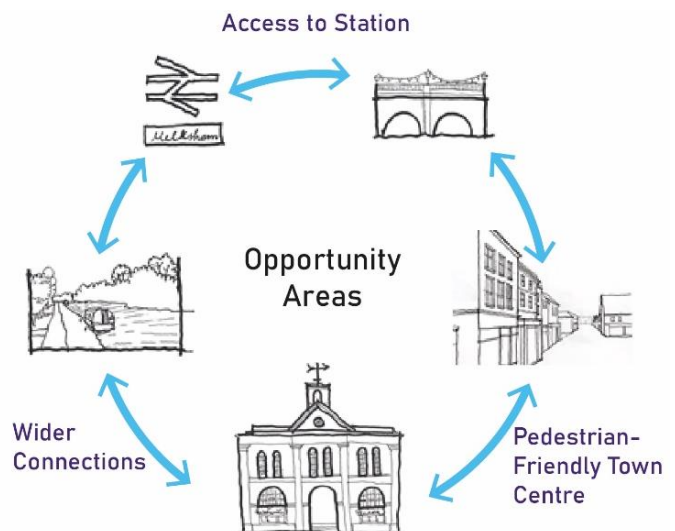 Access to Station
Melksham
Opportunity
Areas
Wider
Connections
Pedestrian-
Friendly Town
Centre